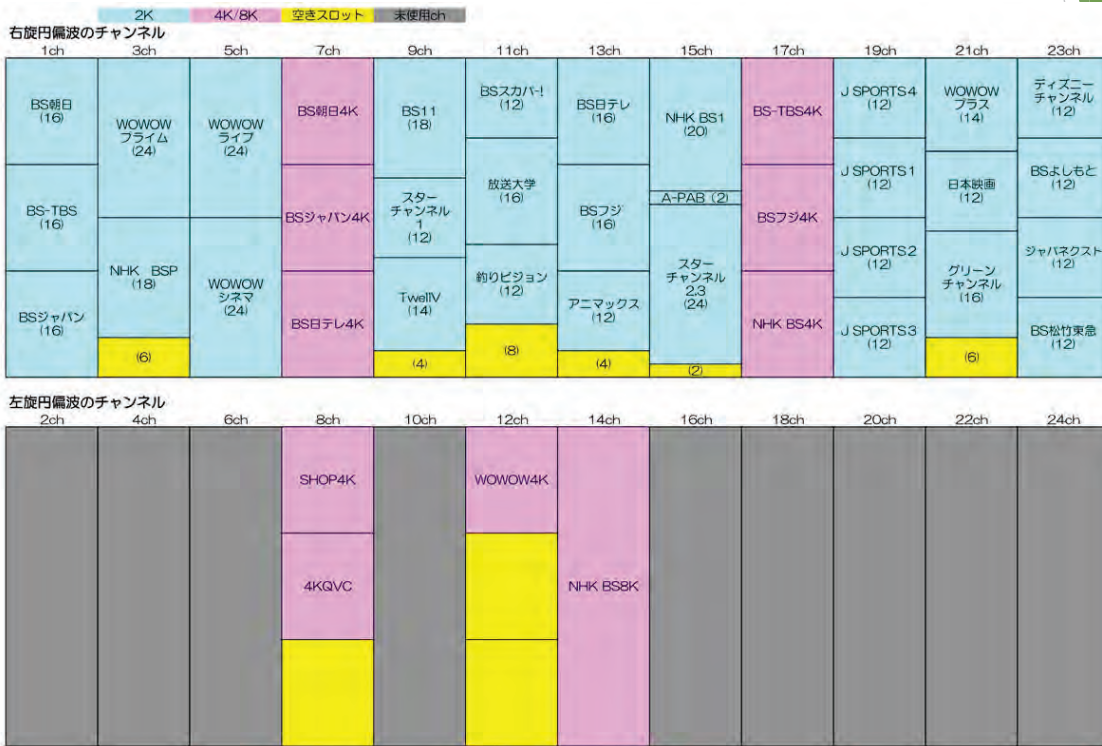 2K 4K/8K 空きスロット 未使用ch
右旋円偏波のチャンネル
1ch 3ch 5ch 7ch 9ch 11ch 13ch 15ch 17ch 19ch 21ch 23ch
BS朝日
(16)
BS-TBS
(16)
BSジャパン
(16)
WOWOW
プライム
(24)
NHK BSP
(18)
(6)
WOWOW
ライブ
(24)
WOWOW
シネマ
(24)
BS朝日4K
BSジャパン4K
BS日テレ4K
BS11
(18)
スター
チャンネル
1
(12)
TwellV
(14)
(4)
BSスカパー!
(12)
放送大学
(16)
釣りビジョン
(12)
(8)
BS日テレ
(16)
BSフジ
(16)
アニマックス
(12)
(4)
NHK BS1
(20)
A-PAB (2)
スター
チャンネル
2,3
(24)
(2)
BS-TBS4K
BSフジ4K
NHK BS4K
J SPORTS4
(12)
J SPORTS1
(12)
J SPORTS2
(12)
J SPORTS3
(12)
WOWOW
プラス
(14)
日本映画
(12)
グリーン
チャンネル
(16)
(6)
ディズニー
チャンネル
(12)
BSよしもと
(12)
ジャパネクスト
(12)
BS松竹東急
(12)
左旋円偏波のチャンネル
2ch 4ch 6ch 8ch 10ch 12ch 14ch 16ch 18ch 20ch 22ch 24ch
SHOP4K
4KQVC
WOWOW4K
NHK BS8K